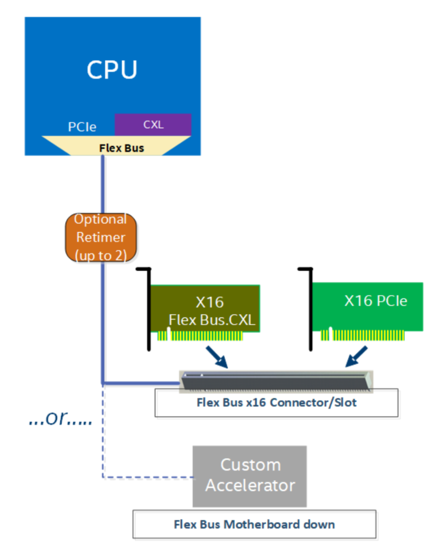 CPU
PCIe
CXL
Flex Bus
Optional
Retimer
(up to 2)
X16
Flex Bus.CXL
X16 PCIe
Flex Bus x16 Connector/Slot
...or.....
Custom
Accelerator
Flex Bus Motherboard down